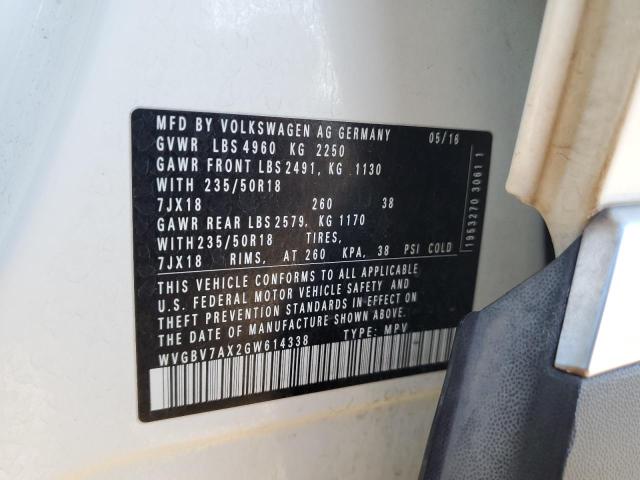 MFD BY VOLKSWAGEN AG GERMANY 05/16
GVWR LBS 4960 KG 2250
GAWR FRONT LBS 2491, KG 1130
WITH 235/50R18
7JX18 260 38
GAWR REAR LBS 2579, KG 1170
WITH 235/50R18 TIRES,
7JX18 RIMS, AT 260 KPA, 38 PSI COLD
THIS VEHICLE CONFORMS TO ALL APPLICABLE
U.S. FEDERAL MOTOR VEHICLE SAFETY AND
THEFT PREVENTION STANDARDS IN EFFECT ON
THE DATE OF MANUFACTURE SHOWN ABOVE.
WVGBV7AX2GW614338 TYPE: MPV
1953270 3061 1